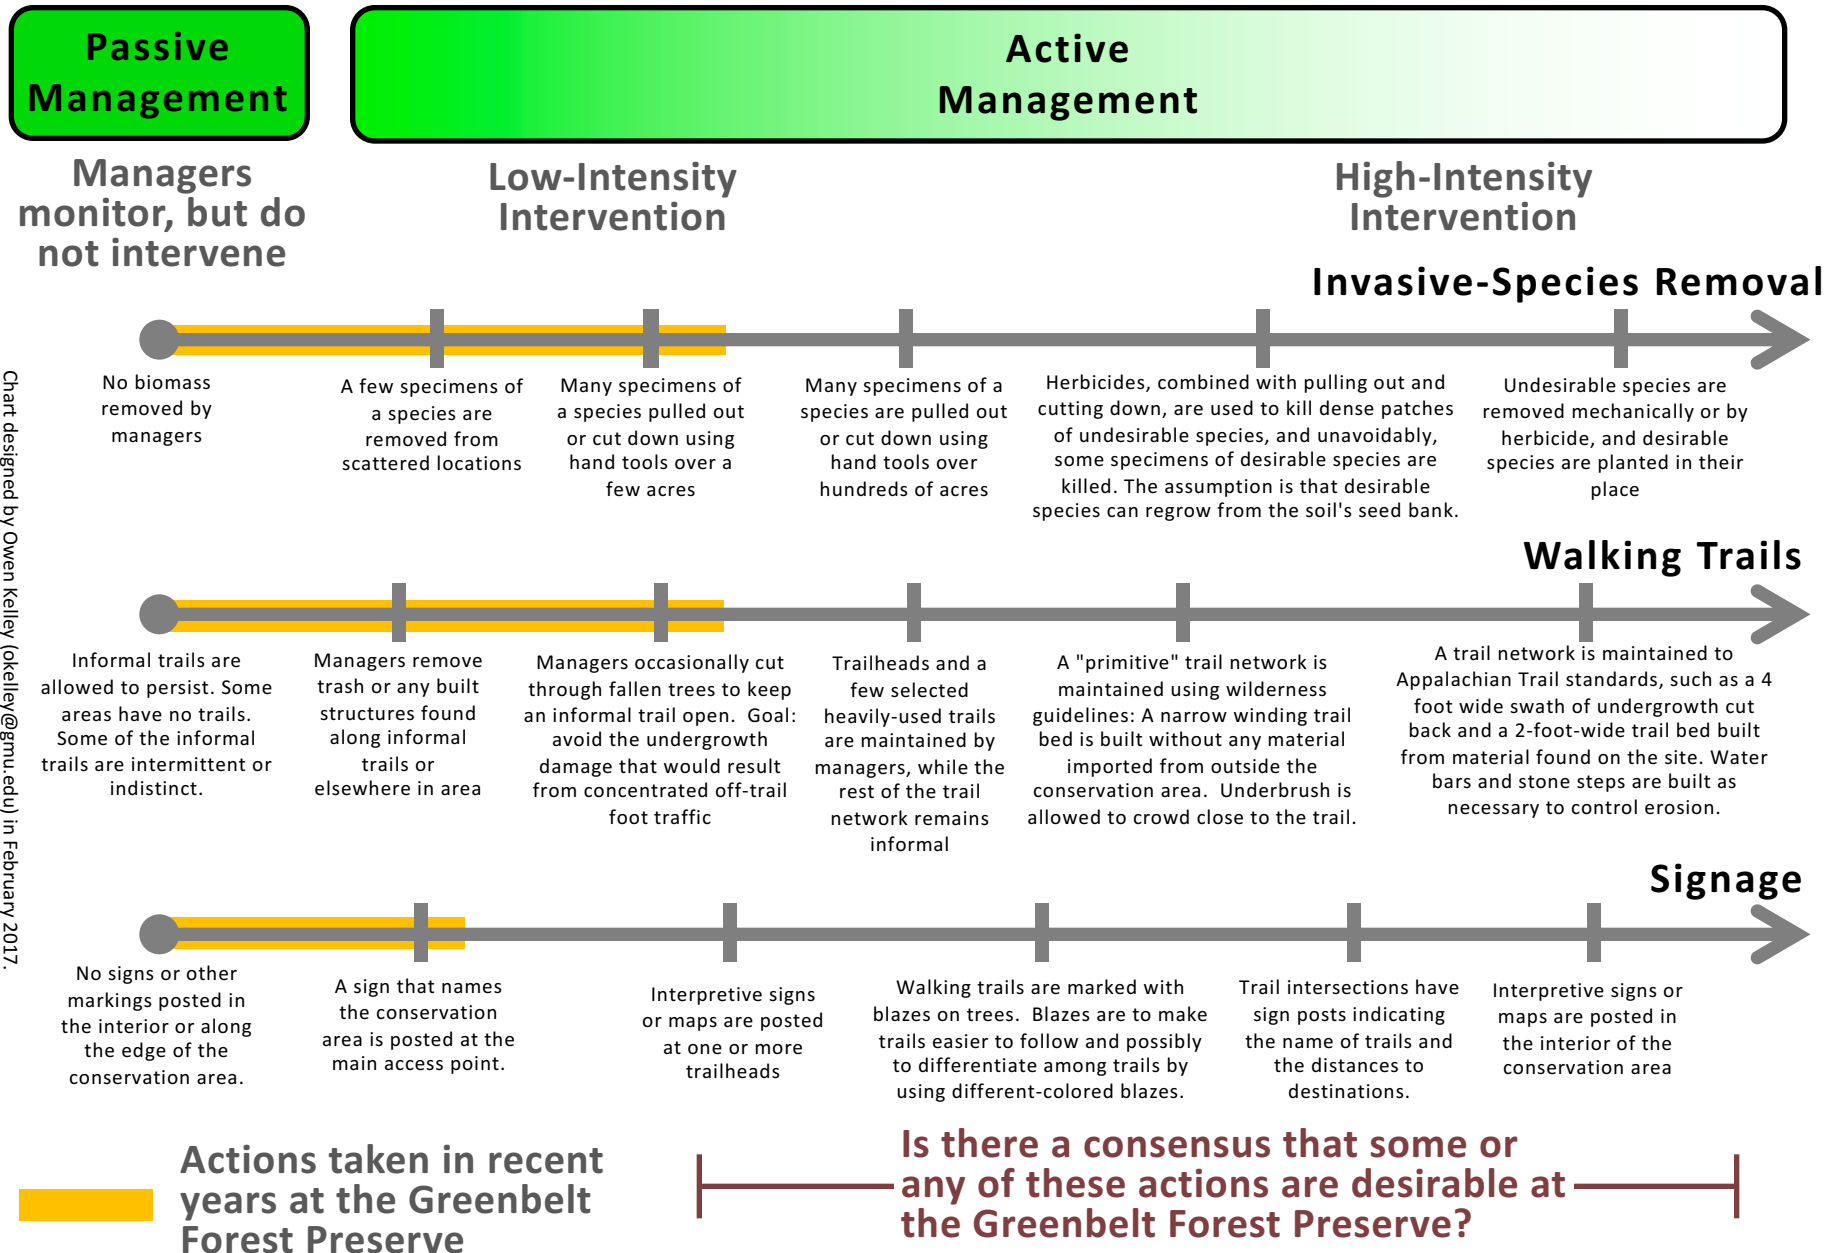 Passive
Management
Active
Management
Managers
monitor, but do
not intervene
Low-Intensity
Intervention
High-Intensity
Intervention
Invasive-Species Removal
No biomass
removed by
managers
A few specimens of
a species are
removed from
scattered locations
Many specimens of
a species pulled out
or cut down using
hand tools over a
few acres
Many specimens of a
species are pulled out
or cut down using
hand tools over
hundreds of acres
Herbicides, combined with pulling out and
cutting down, are used to kill dense patches
of undesirable species, and unavoidably,
some specimens of desirable species are
killed. The assumption is that desirable
species can regrow from the soil's seed bank.
Undesirable species are
removed mechanically or by
herbicide, and desirable
species are planted in their
place
Walking Trails
Informal trails are
allowed to persist. Some
areas have no trails.
Some of the informal
trails are intermittent or
indistinct.
Managers remove
trash or any built
structures found
along informal
trails or
elsewhere in area
Managers occasionally cut
through fallen trees to keep
an informal trail open. Goal:
avoid the undergrowth
damage that would result
from concentrated off-trail
foot traffic
Trailheads and a
few selected
heavily-used trails
are maintained by
managers, while the
rest of the trail
network remains
informal
A "primitive" trail network is
maintained using wilderness
guidelines: A narrow winding trail
bed is built without any material
imported from outside the
conservation area. Underbrush is
allowed to crowd close to the trail.
A trail network is maintained to
Appalachian Trail standards, such as a 4
foot wide swath of undergrowth cut
back and a 2-foot-wide trail bed built
from material found on the site. Water
bars and stone steps are built as
necessary to control erosion.
Signage
No signs or other
markings posted in
the interior or along
the edge of the
conservation area.
A sign that names
the conservation
area is posted at the
main access point.
Interpretive signs
or maps are posted
at one or more
trailheads
Walking trails are marked with
blazes on trees. Blazes are to make
trails easier to follow and possibly
to differentiate among trails by
using different-colored blazes.
Trail intersections have
sign posts indicating
the name of trails and
the distances to
destinations.
Interpretive signs or
maps are posted in
the interior of the
conservation area
Actions taken in recent
years at the Greenbelt
Forest Preserve
Is there a consensus that some or
any of these actions are desirable at
the Greenbelt Forest Preserve?
Chart designed by Owen Kelley (okelley@gmu.edu) in February 2017.